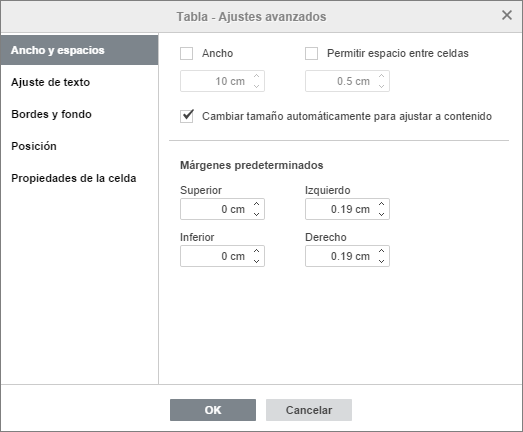 Tabla - Ajustes avanzados
Ancho y espacios
Ajuste de texto
Bordes y fondo
Posición
Propiedades de la celda
Ancho Permitir espacio entre celdas
10 cm 0.5 cm
Cambiar tamaño automáticamente para ajustar a contenido
Márgenes predeterminados
Superior Izquierdo
0 cm 0.19 cm
Inferior Derecho
0 cm 0.19 cm
OK Cancelar